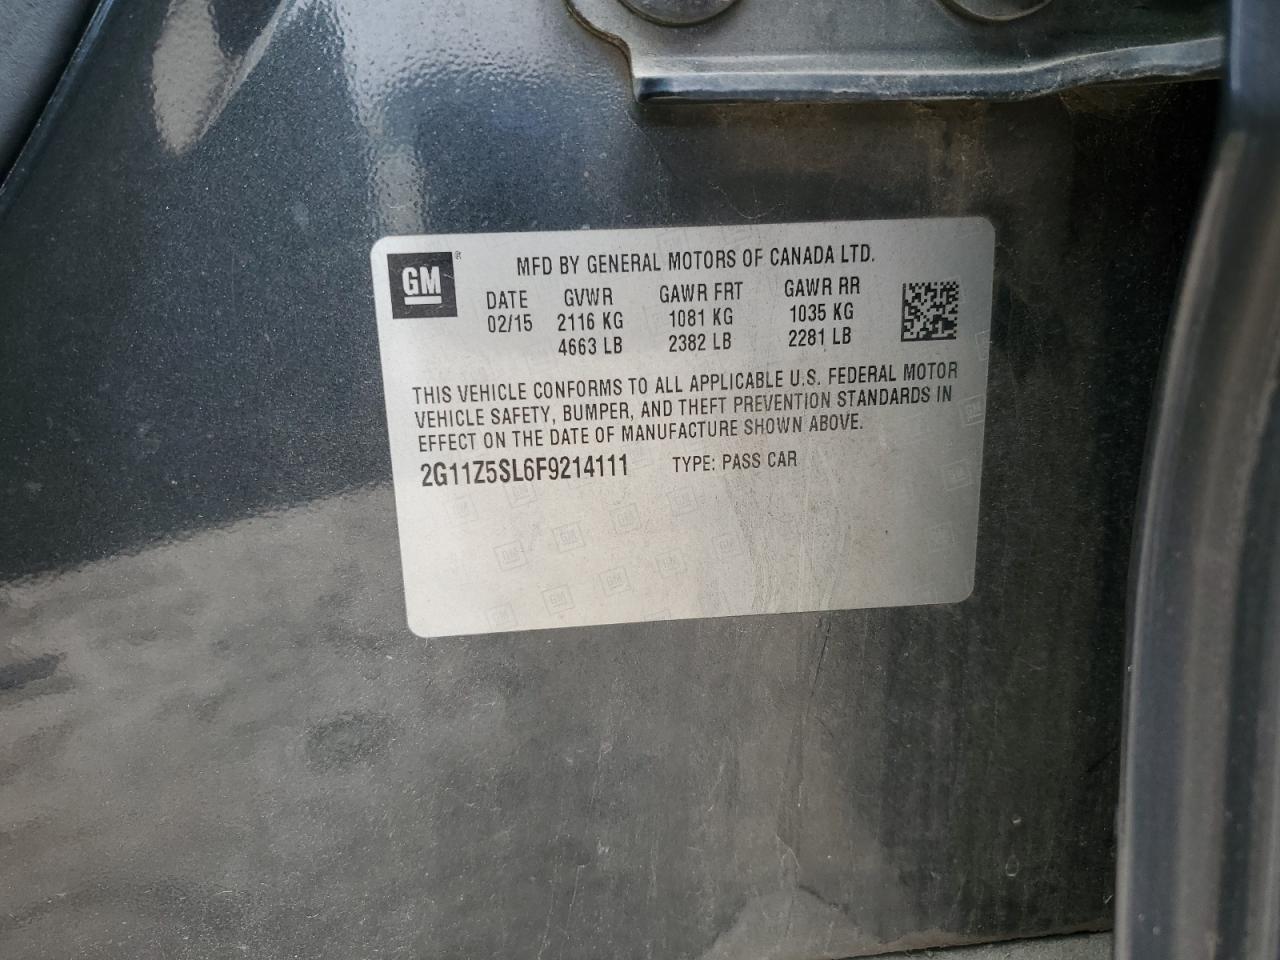 GM ®
MFD BY GENERAL MOTORS OF CANADA LTD.
DATE GVWR GAWR FRT GAWR RR
02/15 2116 KG 1081 KG 1035 KG
4663 LB 2382 LB 2281 LB
THIS VEHICLE CONFORMS TO ALL APPLICABLE U.S. FEDERAL MOTOR
VEHICLE SAFETY, BUMPER, AND THEFT PREVENTION STANDARDS IN
EFFECT ON THE DATE OF MANUFACTURE SHOWN ABOVE.
2G11Z5SL6F9214111 TYPE: PASS CAR